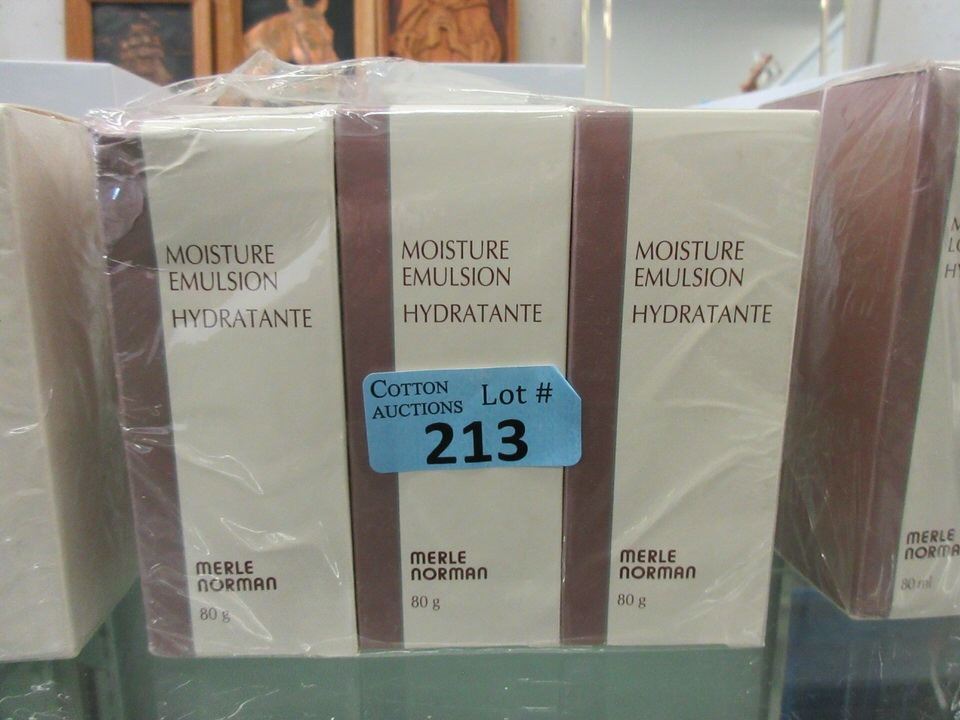 MOISTURE
EMULSION
HYDRATANTE
MERLE
NORMAN
80 g
MOISTURE
EMULSION
HYDRATANTE
COTTON
AUCTIONS
Lot #
213
MERLE
NORMAN
80 g
MOISTURE
EMULSION
HYDRATANTE
MERLE
NORMAN
80 g
MERLE
80 ml